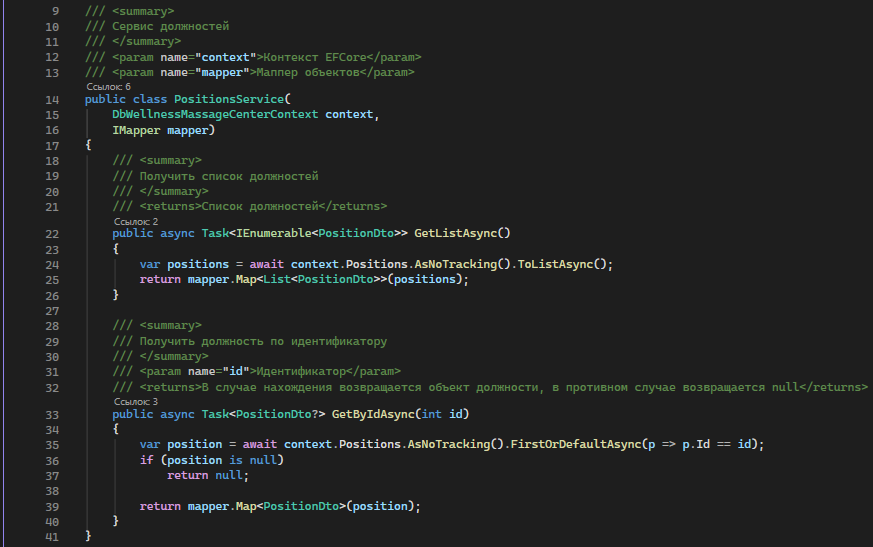 9 /// <summary>
10 /// Сервис должностей
11 /// </summary>
12 /// <param name="context">Контекст EFCore</param>
13 /// <param name="mapper">Маппер объектов</param>
Ссылок: 6
14 public class PositionsService(
15 DbWellnessMassageCenterContext context,
16 IMapper mapper)
17 {
18 /// <summary>
19 /// Получить список должностей
20 /// </summary>
21 /// <returns>Список должностей</returns>
Ссылок: 2
22 public async Task<IEnumerable<PositionDto>> GetListAsync()
23 {
24 var positions = await context.Positions.AsNoTracking().ToListAsync();
25 return mapper.Map<List<PositionDto>>(positions);
26 }
27
28 /// <summary>
29 /// Получить должность по идентификатору
30 /// </summary>
31 /// <param name="id">Идентификатор</param>
32 /// <returns>В случае нахождения возвращается объект должности, в противном случае возвращается null</returns>
Ссылок: 3
33 public async Task<PositionDto?> GetByIdAsync(int id)
34 {
35 var position = await context.Positions.AsNoTracking().FirstOrDefaultAsync(p => p.Id == id);
36 if (position is null)
37 return null;
38
39 return mapper.Map<PositionDto>(position);
40 }
41 }